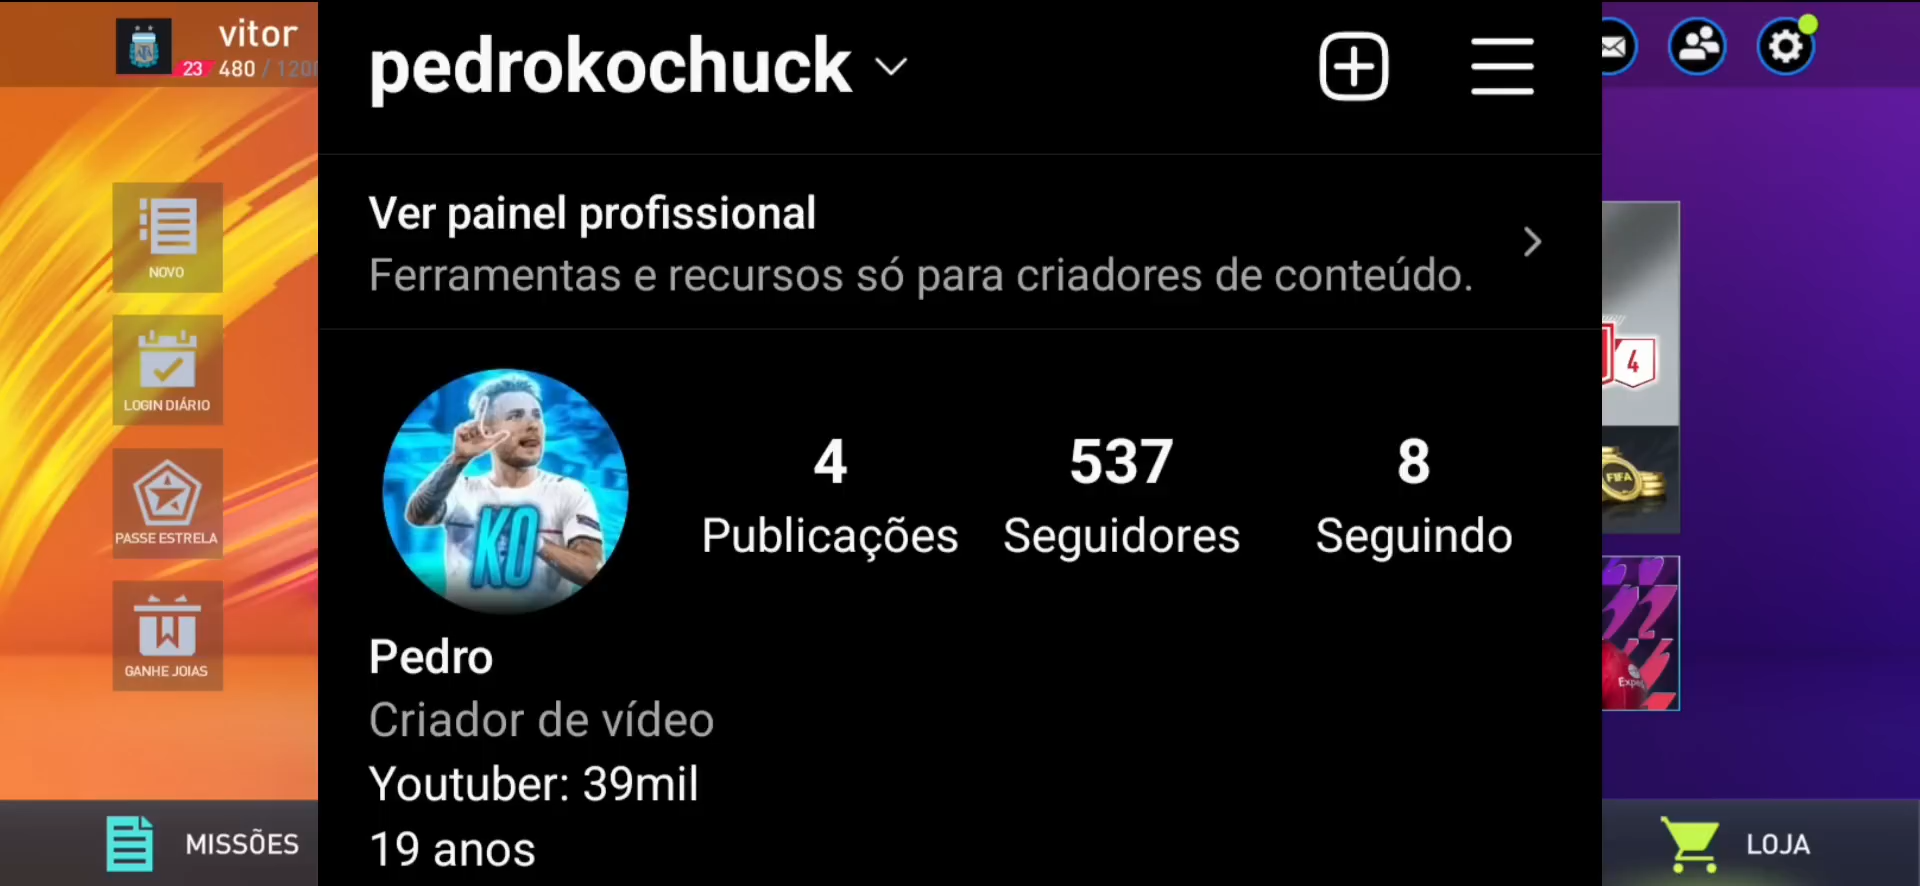 vitor
23 480 / 120
pedrokochuck
Ver painel profissional
Ferramentas e recursos só para criadores de conteúdo.
NOVO
LOGIN DIÁRIO
PASSE ESTRELA
GANHE JOIAS
4
Publicações
537
Seguidores
8
Seguindo
KO
Pedro
Criador de vídeo
Youtuber: 39mil
19 anos
4
FIFA
MISSÕES
LOJA